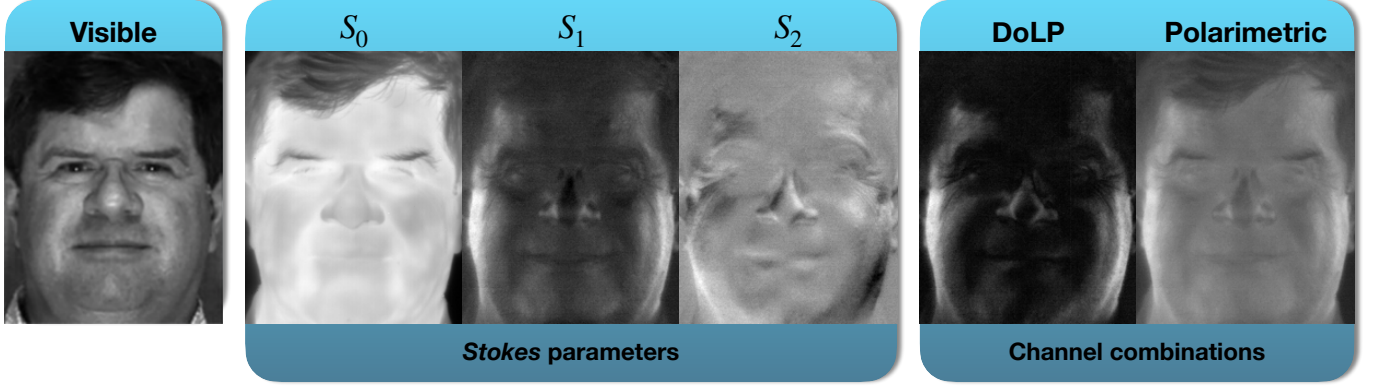 Visible
S₀
S₁
S₂
DoLP
Polarimetric
Stokes parameters
Channel combinations